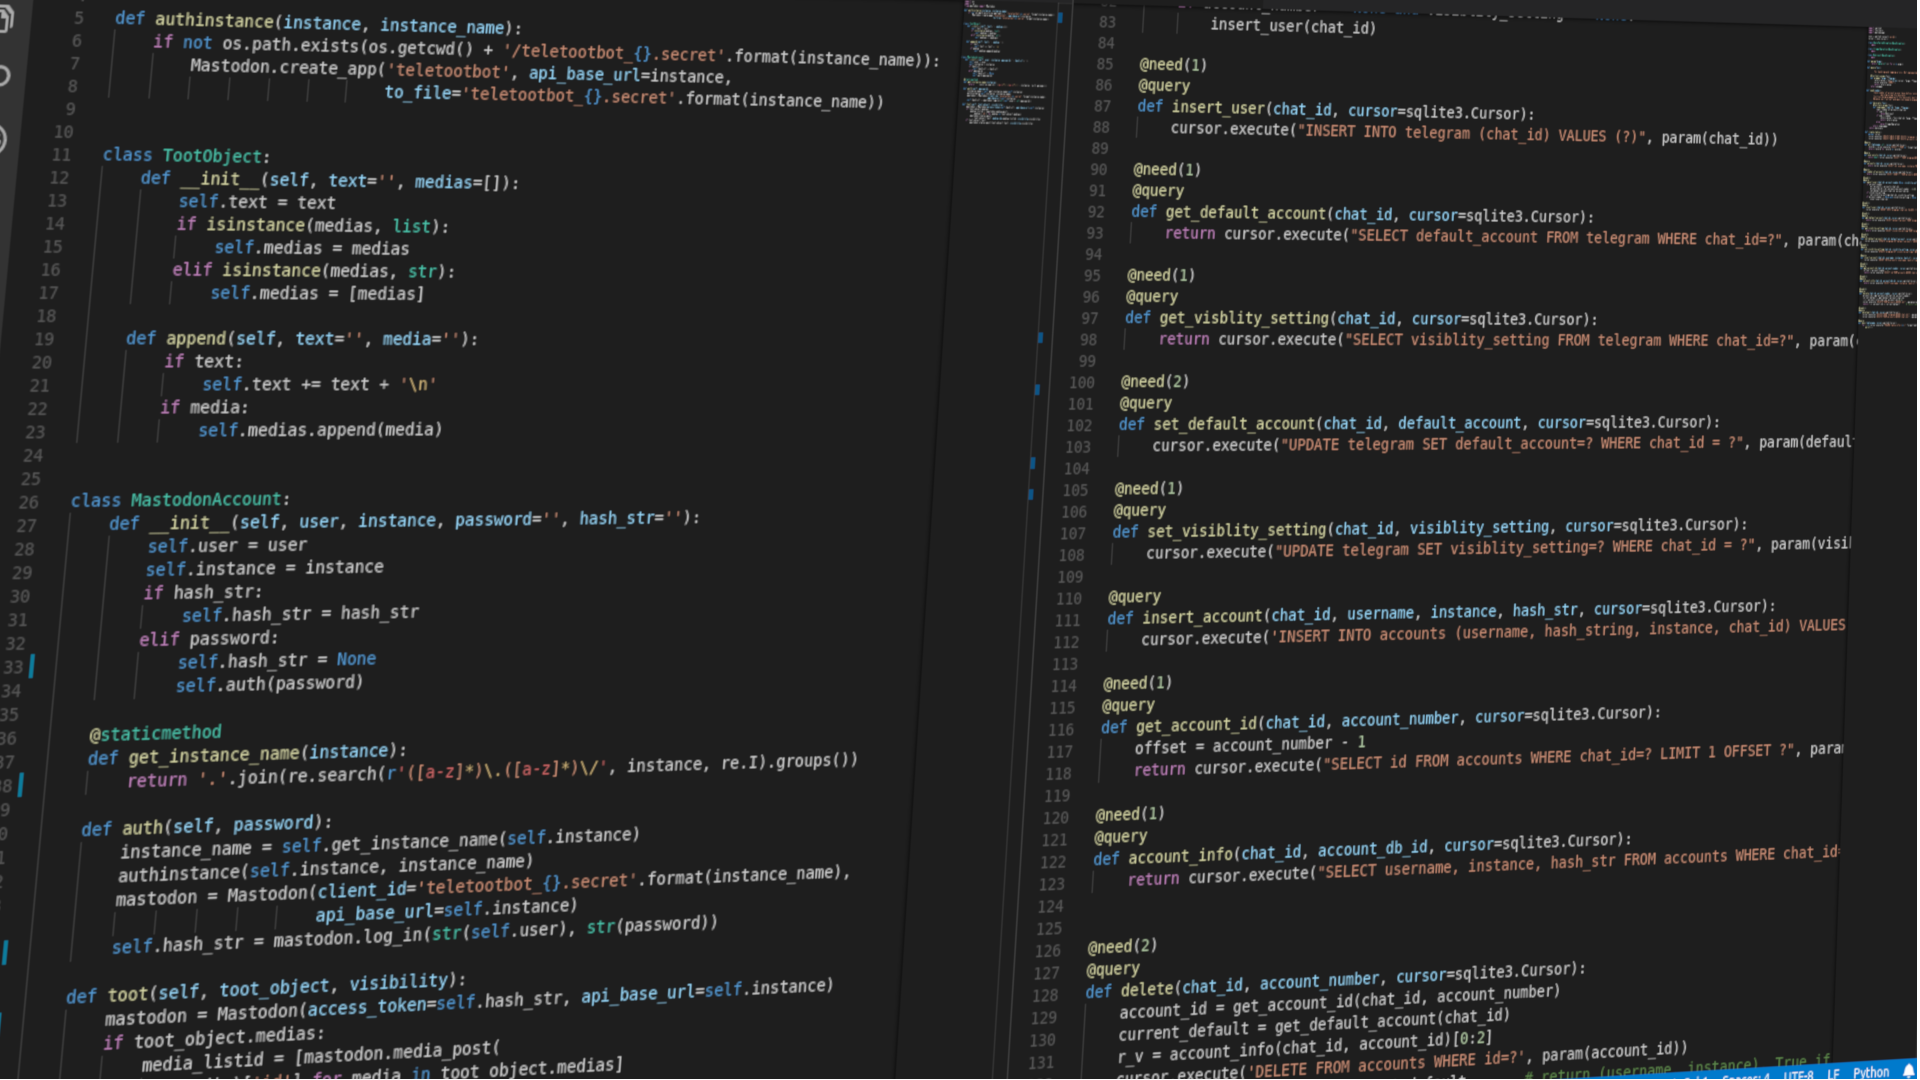 5 def authinstance(instance, instance_name):
6 if not os.path.exists(os.getcwd() + '/teletootbot_{}.secret'.format(instance_name)):
7 Mastodon.create_app('teletootbot', api_base_url=instance,
8 to_file='teletootbot_{}.secret'.format(instance_name))
9
10
11 class TootObject:
12 def __init__(self, text='', medias=[]):
13 self.text = text
14 if isinstance(medias, list):
15 self.medias = medias
16 elif isinstance(medias, str):
17 self.medias = [medias]
18
19 def append(self, text='', media=''):
20 if text:
21 self.text += text + '\n'
22 if media:
23 self.medias.append(media)
24
25
26 class MastodonAccount:
27 def __init__(self, user, instance, password='', hash_str=''):
28 self.user = user
29 self.instance = instance
30 if hash_str:
31 self.hash_str = hash_str
32 elif password:
33 self.hash_str = None
34 self.auth(password)
35
36 @staticmethod
37 def get_instance_name(instance):
38 return '.'.join(re.search(r'([a-z]*)\.([a-z]*)\/', instance, re.I).groups())
9
0 def auth(self, password):
1 instance_name = self.get_instance_name(self.instance)
2 authinstance(self.instance, instance_name)
mastodon = Mastodon(client_id='teletootbot_{}.secret'.format(instance_name),
api_base_url=self.instance)
self.hash_str = mastodon.log_in(str(self.user), str(password))
def toot(self, toot_object, visibility):
mastodon = Mastodon(access_token=self.hash_str, api_base_url=self.instance)
if toot_object.medias:
media_listid = [mastodon.media_post(
for media in toot_object.medias]
83 insert_user(chat_id)
84
85 @need(1)
86 @query
87 def insert_user(chat_id, cursor=sqlite3.Cursor):
88 cursor.execute("INSERT INTO telegram (chat_id) VALUES (?)", param(chat_id))
89
90 @need(1)
91 @query
92 def get_default_account(chat_id, cursor=sqlite3.Cursor):
93 return cursor.execute("SELECT default_account FROM telegram WHERE chat_id=?", param(ch
94
95 @need(1)
96 @query
97 def get_visblity_setting(chat_id, cursor=sqlite3.Cursor):
98 return cursor.execute("SELECT visiblity_setting FROM telegram WHERE chat_id=?", param(
99
100 @need(2)
101 @query
102 def set_default_account(chat_id, default_account, cursor=sqlite3.Cursor):
103 cursor.execute("UPDATE telegram SET default_account=? WHERE chat_id = ?", param(defaul
104
105 @need(1)
106 @query
107 def set_visiblity_setting(chat_id, visiblity_setting, cursor=sqlite3.Cursor):
108 cursor.execute("UPDATE telegram SET visiblity_setting=? WHERE chat_id = ?", param(visi
109
110 @query
111 def insert_account(chat_id, username, instance, hash_str, cursor=sqlite3.Cursor):
112 cursor.execute('INSERT INTO accounts (username, hash_string, instance, chat_id) VALUES
113
114 @need(1)
115 @query
116 def get_account_id(chat_id, account_number, cursor=sqlite3.Cursor):
117 offset = account_number - 1
118 return cursor.execute("SELECT id FROM accounts WHERE chat_id=? LIMIT 1 OFFSET ?", para
119
120 @need(1)
121 @query
122 def account_info(chat_id, account_db_id, cursor=sqlite3.Cursor):
123 return cursor.execute("SELECT username, instance, hash_str FROM accounts WHERE chat_id=
124
125
126 @need(2)
127 @query
128 def delete(chat_id, account_number, cursor=sqlite3.Cursor):
129 account_id = get_account_id(chat_id, account_number)
130 current_default = get_default_account(chat_id)
131 r_v = account_info(chat_id, account_id)[0:2]
cursor.execute('DELETE FROM accounts WHERE id=?', param(account_id))
# return (username, instance), True if
UTF-8 LF Python